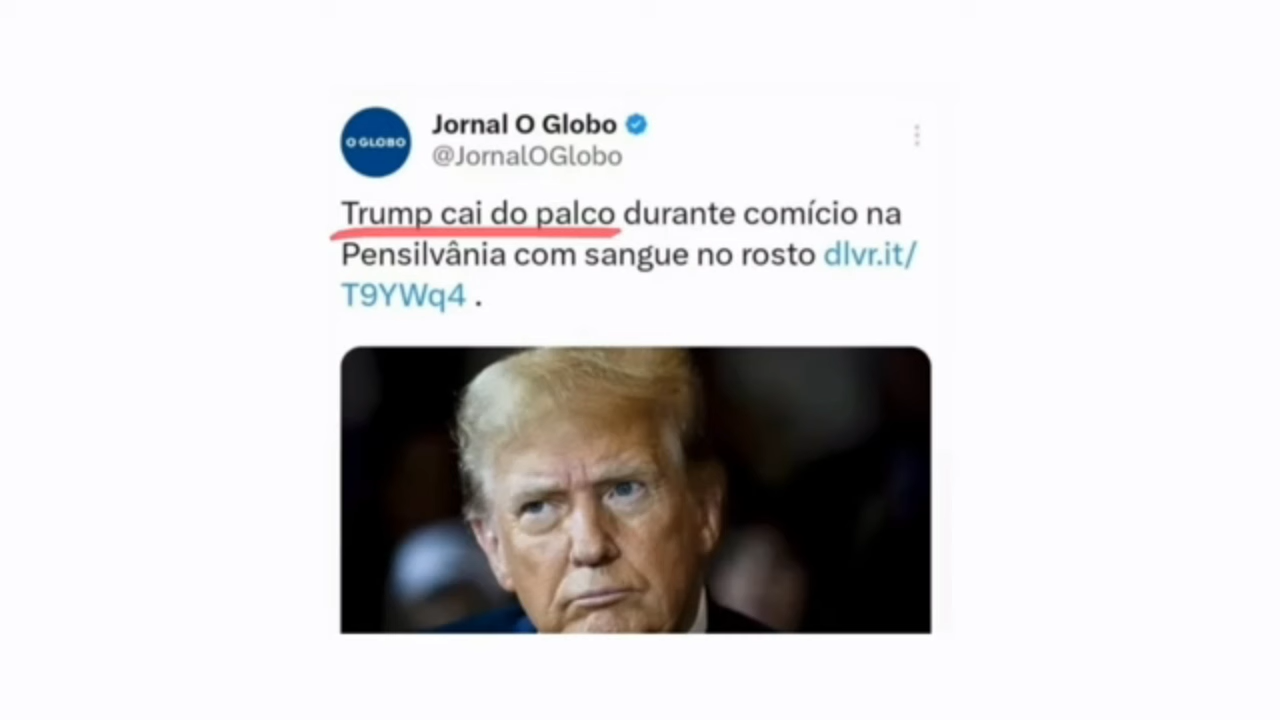 O GLOBO
Jornal O Globo
@JornalOGlobo
Trump cai do palco durante comício na
Pensilvânia com sangue no rosto dlvr.it/
T9YWq4 .